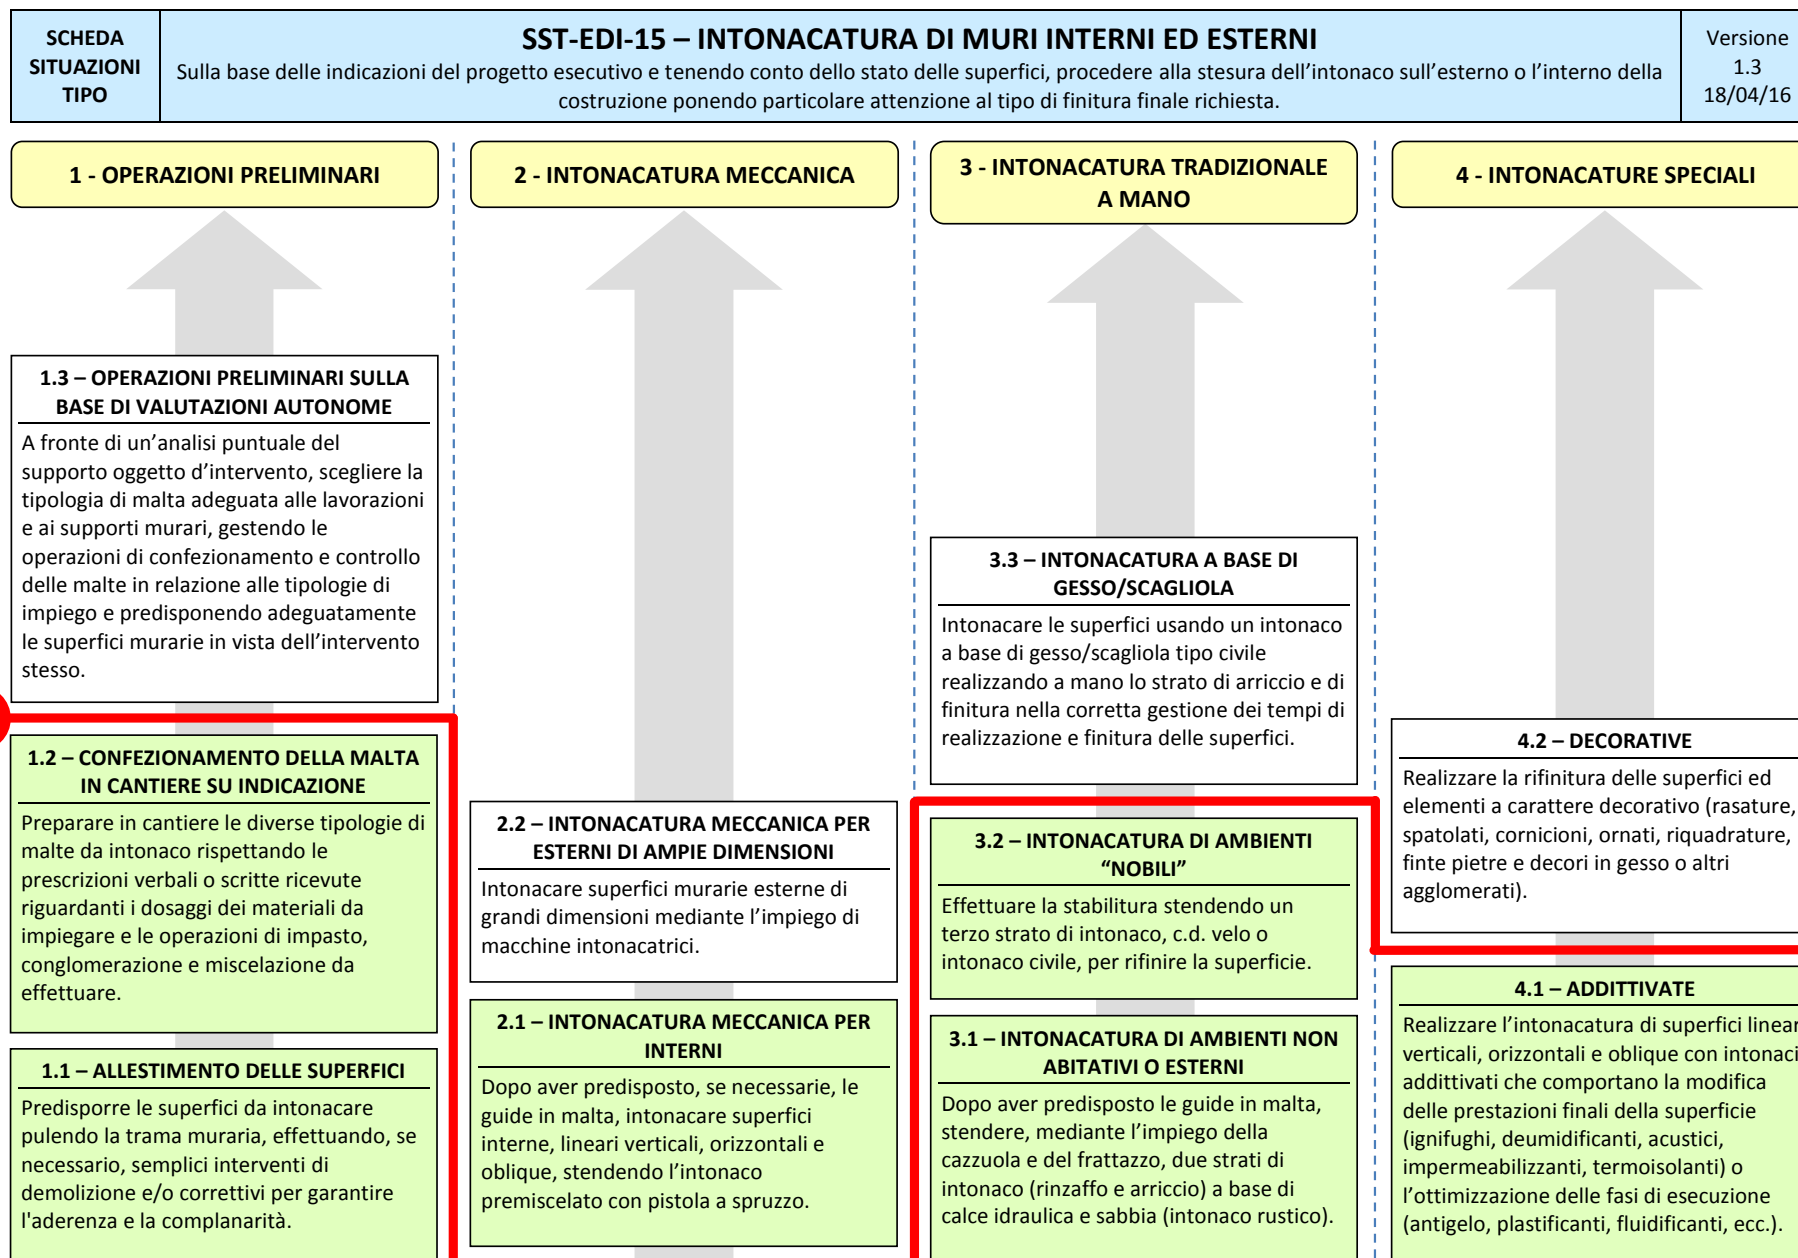 SCHEDA
SITUAZIONI
TIPO
SST-EDI-15 – INTONACATURA DI MURI INTERNI ED ESTERNI
Sulla base delle indicazioni del progetto esecutivo e tenendo conto dello stato delle superfici, procedere alla stesura dell'intonaco sull'esterno o l'interno della
costruzione ponendo particolare attenzione al tipo di finitura finale richiesta.
Versione
1.3
18/04/16
1 - OPERAZIONI PRELIMINARI
1.3 – OPERAZIONI PRELIMINARI SULLA
BASE DI VALUTAZIONI AUTONOME
A fronte di un'analisi puntuale del
supporto oggetto d'intervento, scegliere la
tipologia di malta adeguata alle lavorazioni
e ai supporti murari, gestendo le
operazioni di confezionamento e controllo
delle malte in relazione alle tipologie di
impiego e predisponendo adeguatamente
le superfici murarie in vista dell'intervento
stesso.
1.2 – CONFEZIONAMENTO DELLA MALTA
IN CANTIERE SU INDICAZIONE
Preparare in cantiere le diverse tipologie di
malte da intonaco rispettando le
prescrizioni verbali o scritte ricevute
riguardanti i dosaggi dei materiali da
impiegare e le operazioni di impasto,
conglomerazione e miscelazione da
effettuare.
1.1 – ALLESTIMENTO DELLE SUPERFICI
Predisporre le superfici da intonacare
pulendo la trama muraria, effettuando, se
necessario, semplici interventi di
demolizione e/o correttivi per garantire
l'aderenza e la complanarità.
2 - INTONACATURA MECCANICA
2.2 – INTONACATURA MECCANICA PER
ESTERNI DI AMPIE DIMENSIONI
Intonacare superfici murarie esterne di
grandi dimensioni mediante l'impiego di
macchine intonacatrici.
2.1 – INTONACATURA MECCANICA PER
INTERNI
Dopo aver predisposto, se necessarie, le
guide in malta, intonacare superfici
interne, lineari verticali, orizzontali e
oblique, stendendo l'intonaco
premiscelato con pistola a spruzzo.
3 - INTONACATURA TRADIZIONALE
A MANO
3.3 – INTONACATURA A BASE DI
GESSO/SCAGLIOLA
Intonacare le superfici usando un intonaco
a base di gesso/scagliola tipo civile
realizzando a mano lo strato di arriccio e di
finitura nella corretta gestione dei tempi di
realizzazione e finitura delle superfici.
3.2 – INTONACATURA DI AMBIENTI
“NOBILI”
Effettuare la stabilitura stendendo un
terzo strato di intonaco, c.d. velo o
intonaco civile, per rifinire la superficie.
3.1 – INTONACATURA DI AMBIENTI NON
ABITATIVI O ESTERNI
Dopo aver predisposto le guide in malta,
stendere, mediante l'impiego della
cazzuola e del frattazzo, due strati di
intonaco (rinzaffo e arriccio) a base di
calce idraulica e sabbia (intonaco rustico).
4 - INTONACATURE SPECIALI
4.2 – DECORATIVE
Realizzare la rifinitura delle superfici ed
elementi a carattere decorativo (rasature,
spatolati, cornicioni, ornati, riquadrature,
finte pietre e decori in gesso o altri
agglomerati).
4.1 – ADDITTIVATE
Realizzare l'intonacatura di superfici linear
verticali, orizzontali e oblique con intonaci
addittivati che comportano la modifica
delle prestazioni finali della superficie
(ignifughi, deumidificanti, acustici,
impermeabilizzanti, termoisolanti) o
l'ottimizzazione delle fasi di esecuzione
(antigelo, plastificanti, fluidificanti, ecc.).